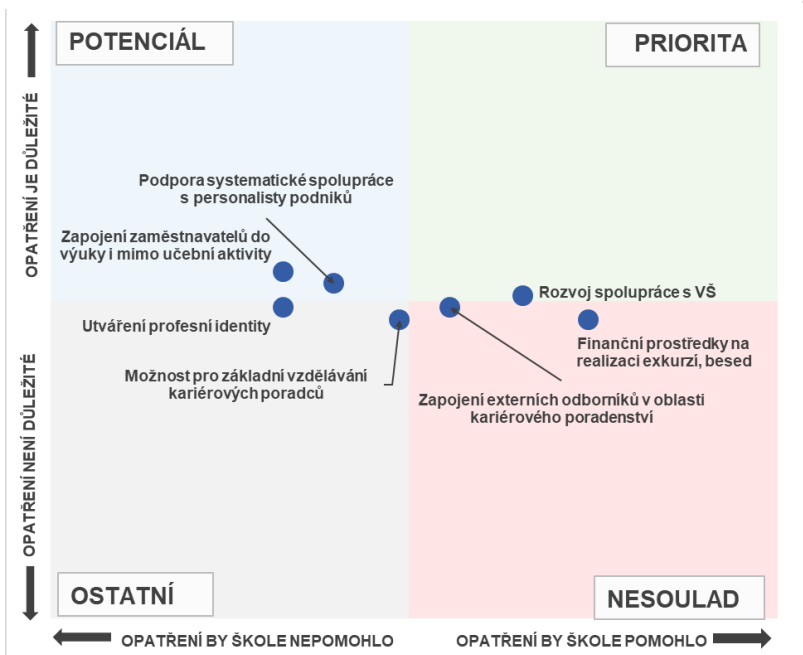 POTENCIÁL
PRIORITA
OPATŘENÍ JE DŮLEŽITÉ
Podpora systematické spolupráce
s personalisty podniků
Zapojení zaměstnavatelů do
výuky i mimo učební aktivity
Rozvoj spolupráce s VŠ
Utváření profesní identity
Finanční prostředky na
realizaci exkurzí, besed
Možnost pro základní vzdělávání
kariérových poradců
Zapojení externích odborníků v oblasti
kariérového poradenství
OPATŘENÍ NENÍ DŮLEŽITÉ
OSTATNÍ
NESOULAD
OPATŘENÍ BY ŠKOLE NEPOMOHLO
OPATŘENÍ BY ŠKOLE POMOHLO